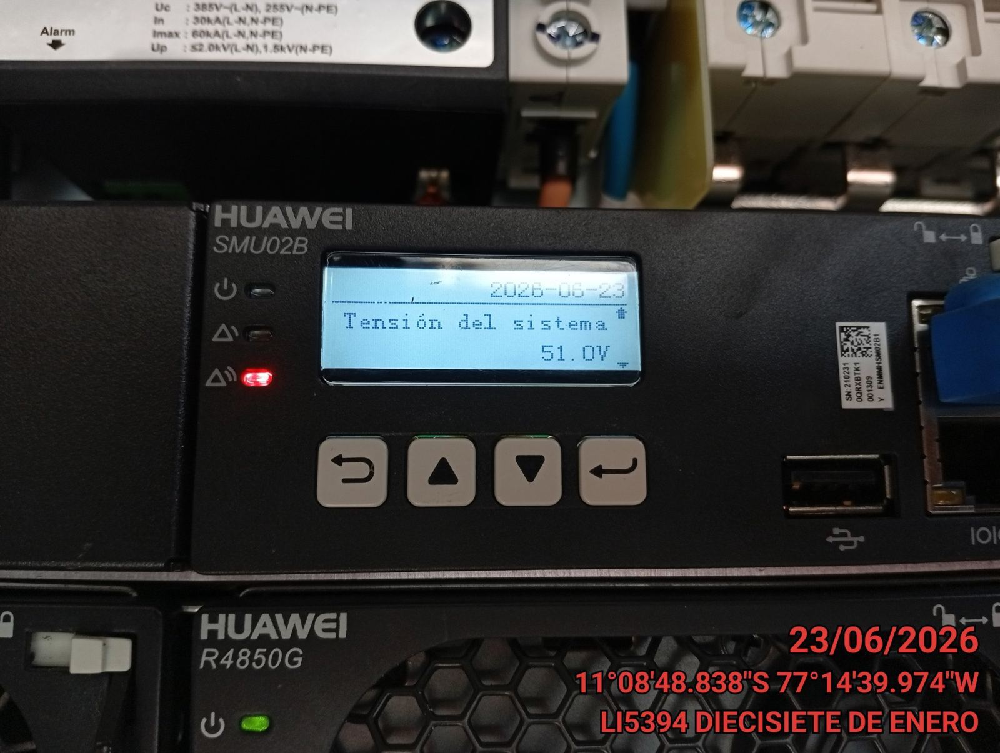 Alarm
Uc : 385V~(L-N), 255V~(N-PE)
In : 30kA(L-N,N-PE)
Imax : 60kA(L-N,N-PE)
Up : ≤2.0kV(L-N),1.5kV(N-PE)
HUAWEI
SMU02B
2026-06-23
Tensión del sistema
51.0V
SN:210231
0QRXBTK1
001309
Y ENMMHSMU02B1
HUAWEI
R4850G
23/06/2026
11°08'48.838"S 77°14'39.974"W
LI5394 DIECISIETE DE ENERO